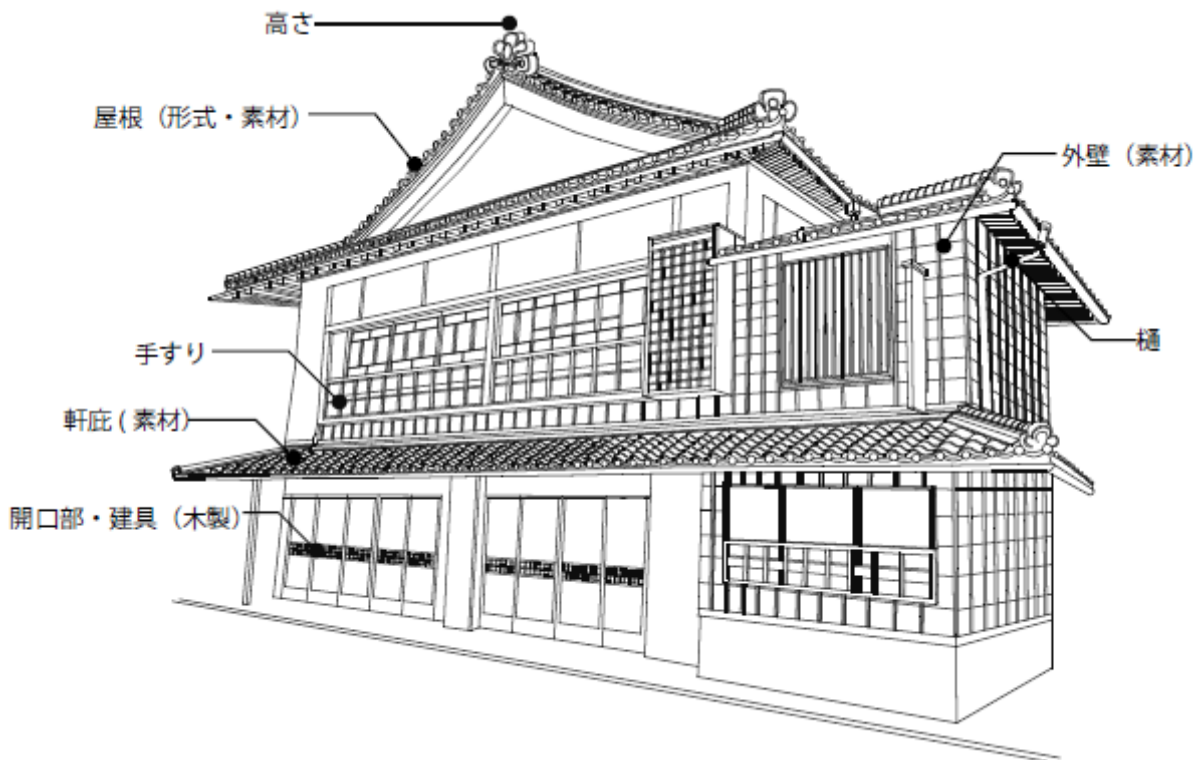 高さ
屋根（形式・素材）
外壁（素材）
手すり
樋
軒庇 ( 素材）
開口部・建具（木製）